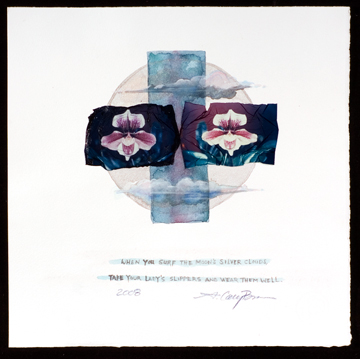 WHEN YOU SURF THE MOON'S SILVER CLOUDS
TAKE YOUR LADY'S SLIPPERS AND WEAR THEM WELL
2008